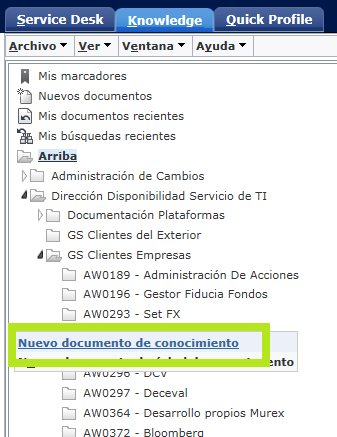 Service Desk Knowledge Quick Profile
Archivo Ver Ventana Ayuda
Mis marcadores
Nuevos documentos
Mis documentos recientes
Mis búsquedas recientes
Arriba
Administración de Cambios
Dirección Disponibilidad Servicio de TI
Documentación Plataformas
GS Clientes del Exterior
GS Clientes Empresas
AW0189 - Administración De Acciones
AW0196 - Gestor Fiducia Fondos
AW0293 - Set FX
Nuevo documento de conocimiento
AW0296 - DCV
AW0297 - Deceval
AW0364 - Desarrollo propios Murex
AW0372 - Bloomberg